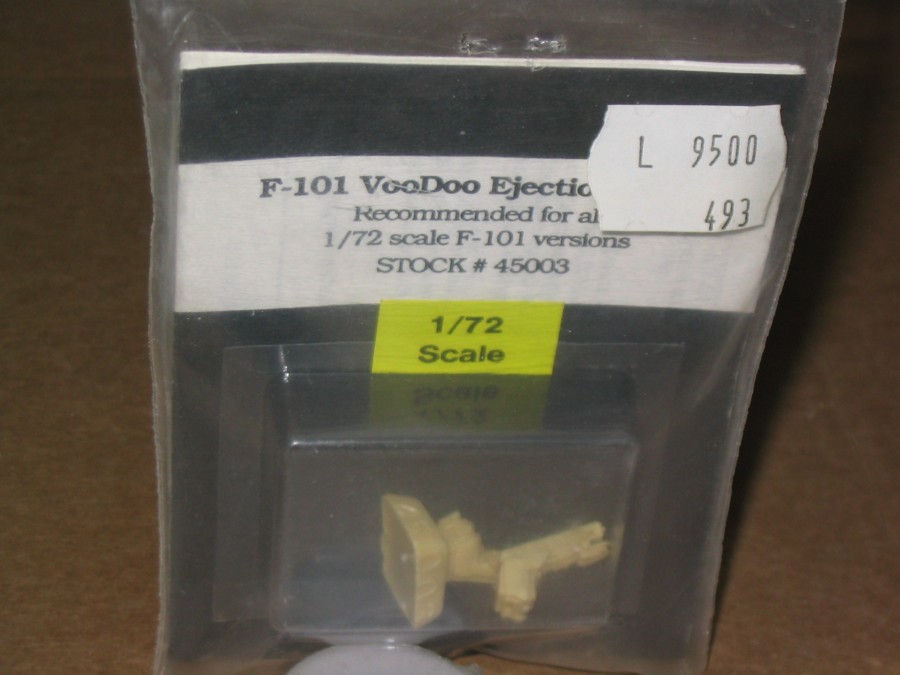 L 9500
493
F-101 VooDoo Ejectio
Recommended for al
1/72 scale F-101 versions
STOCK # 45003
1/72
Scale